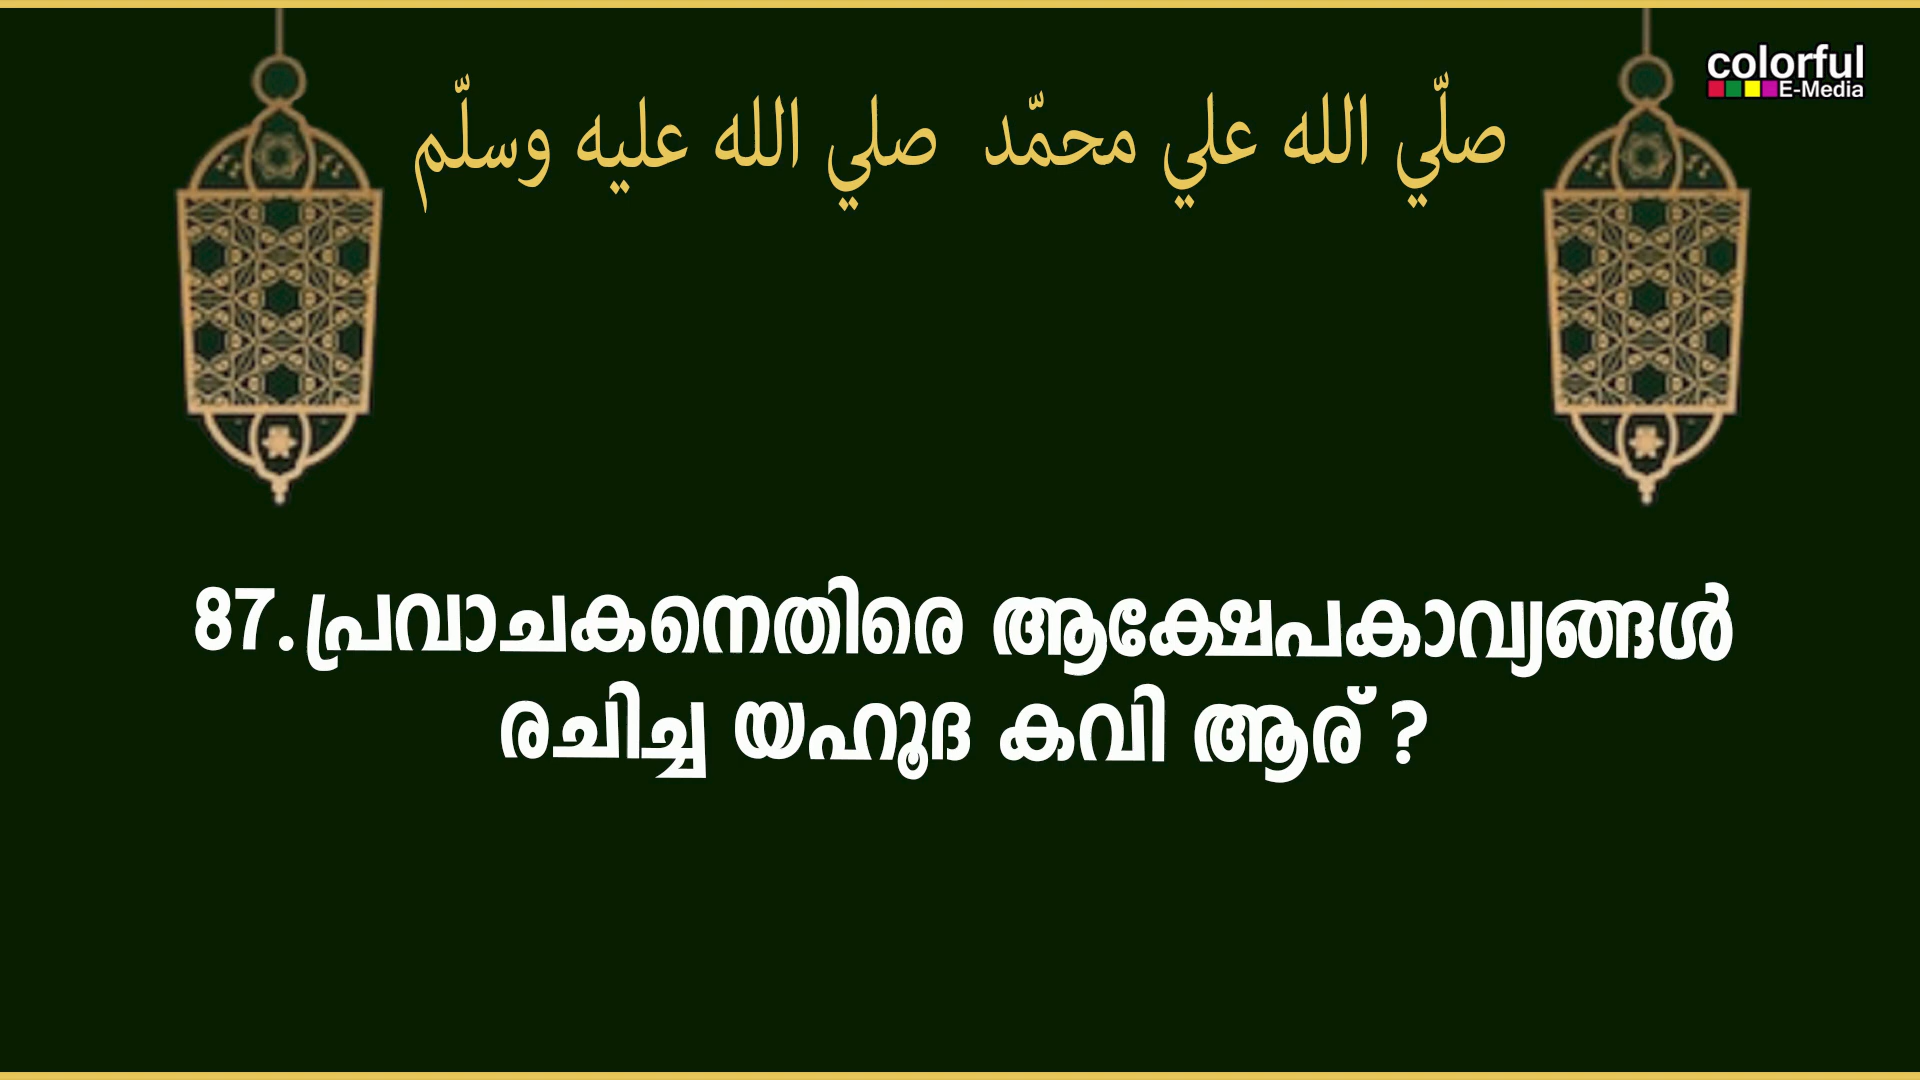 colorful
E-Media
صلّي الله علي محمّد صلي الله عليه وسلّم
87.പ്രവാചകനെതിരെ ആക്ഷേപകാവ്യങ്ങൾ
രചിച്ച യഹൂദ കവി ആര് ?